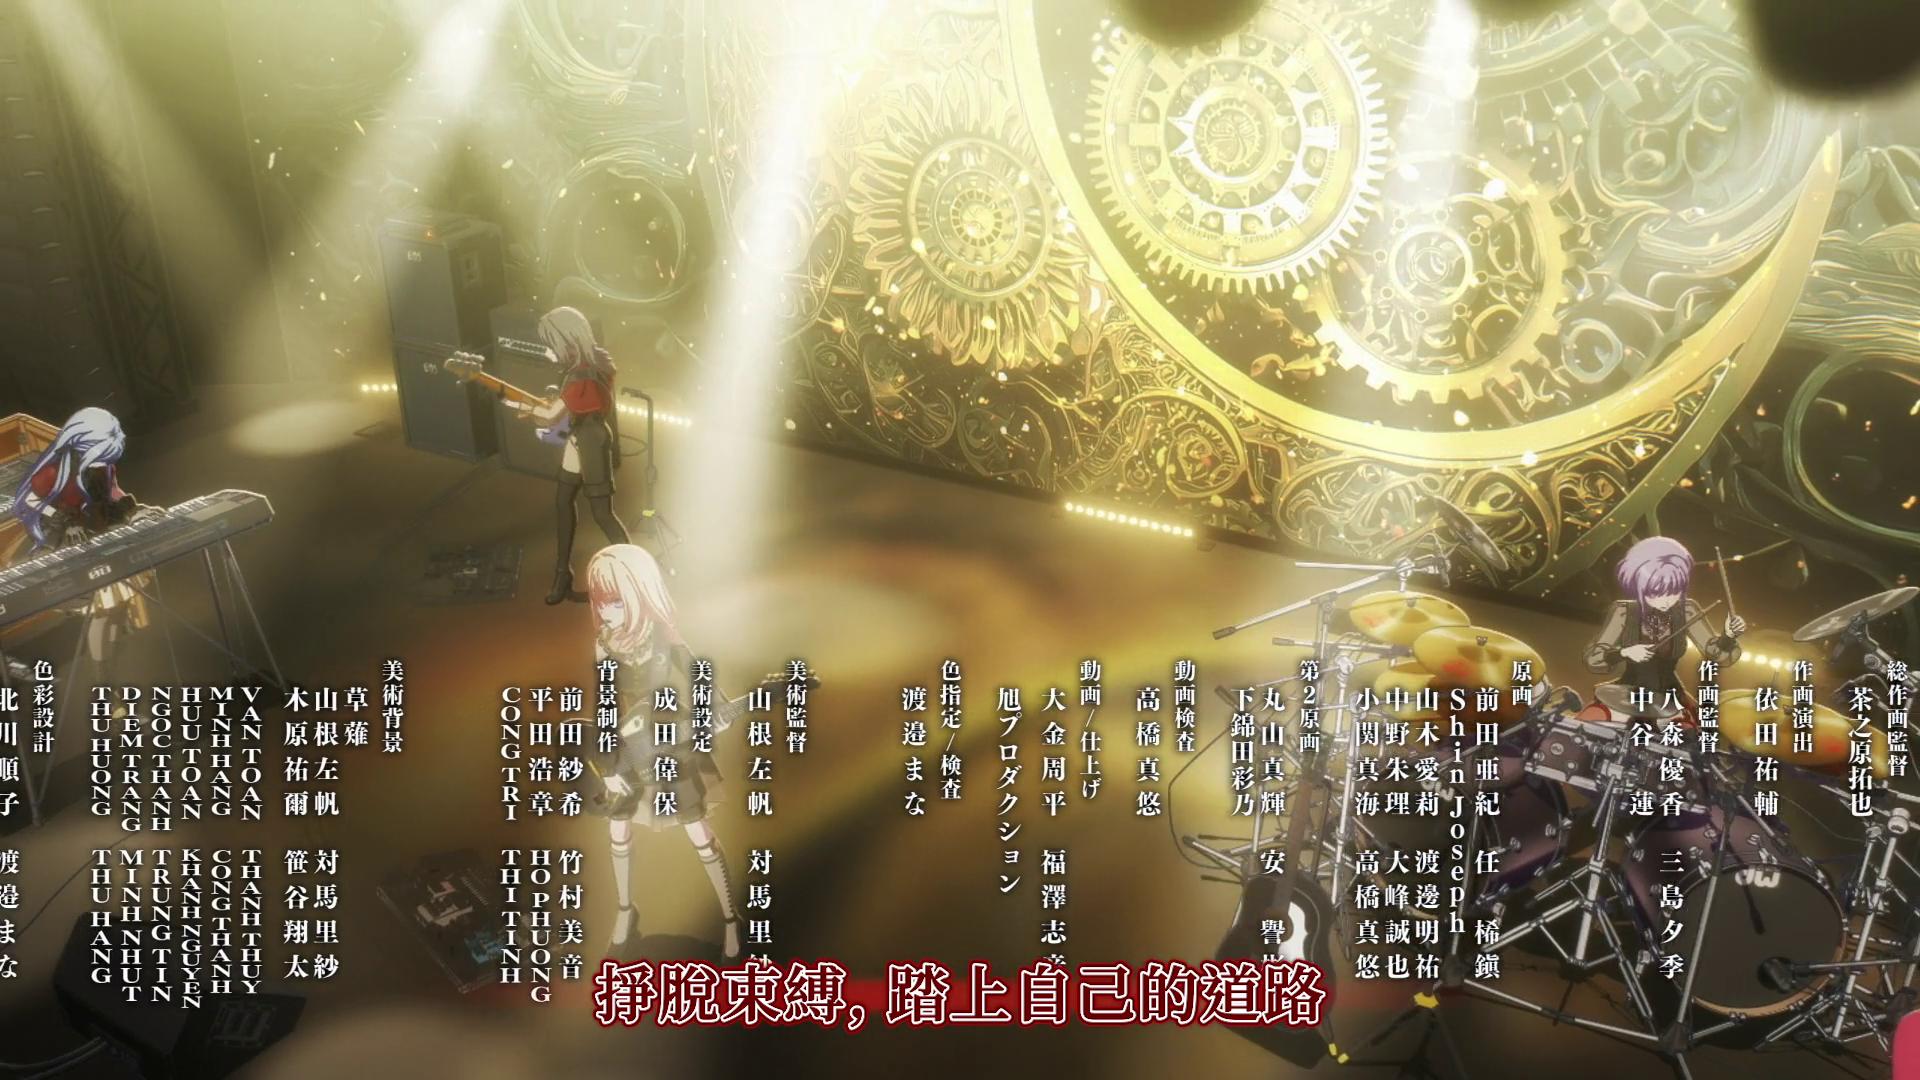 総作画監督
茶之原拓也
作画演出
依田祐輔
作画監督
八森優香 三島夕季
中谷 蓮
原画
前田亜紀 任 桸鎭
Shin Joseph
山木愛莉 渡邊明祐
中野朱理 大峰誠也
小関真海 高橋真悠
第2原画
丸山真輝 安 譽
下錦田彩乃
動画検査
高橋真悠
動画/仕上げ
大金周平 福澤志
旭プロダクション
色指定/検査
渡邉まな
美術監督
山根左帆 対馬里紗
美術設定
成田偉保
背景制作
前田紗希 竹村美音
平田浩章 HO PHUONG
CONG TRI THI TINH
美術背景
草薙
山根左帆 対馬里紗
木原祐爾 笹谷翔太
VAN TOAN THANH THUY
MINH HANG CONG THANH
HUU TOAN KHANH NGUYEN
NGOC THANH TRUNG TIN
DIEM TRANG MINH NHUT
THU HUONG THU HANG
色彩設計
北川順子 渡邉まな
掙脫束縛, 踏上自己的道路